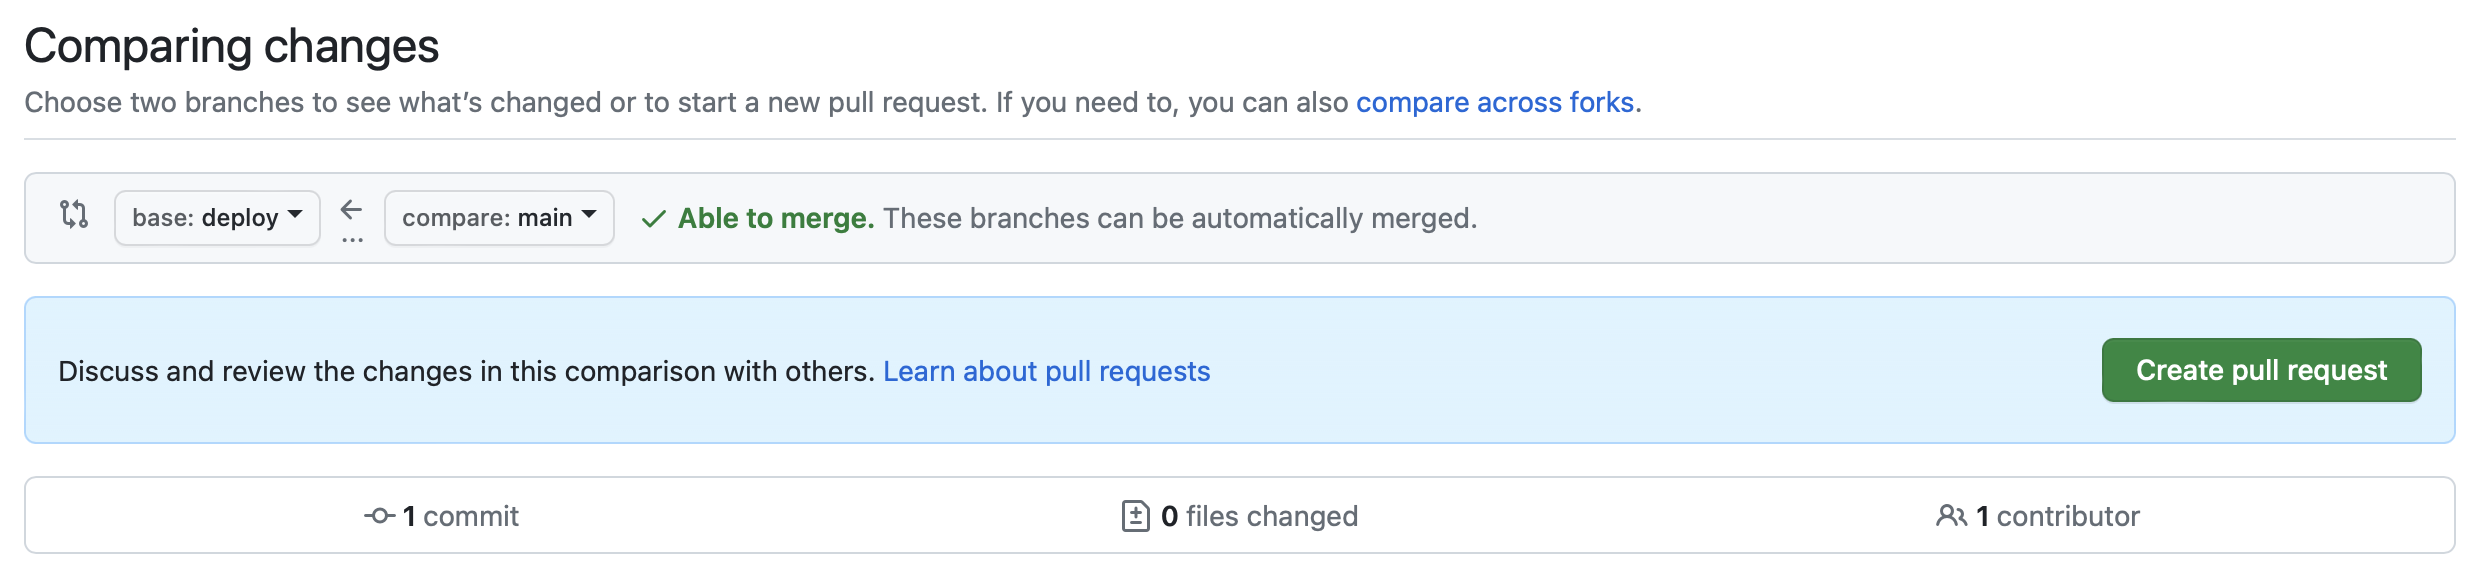 Comparing changes
Choose two branches to see what’s changed or to start a new pull request. If you need to, you can also compare across forks.
base: deploy ... compare: main Able to merge. These branches can be automatically merged.
Discuss and review the changes in this comparison with others. Learn about pull requests Create pull request
1 commit 0 files changed 1 contributor